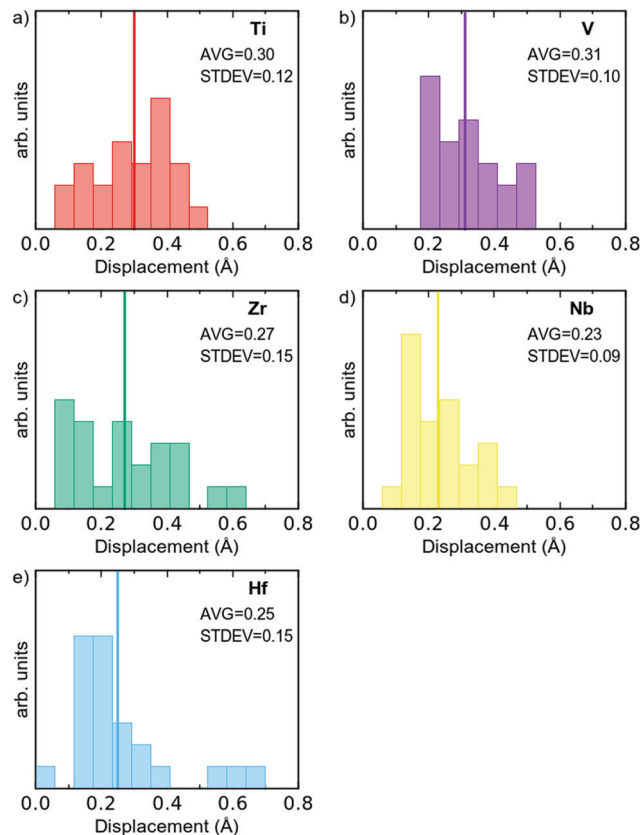 a)
Ti
AVG=0.30
STDEV=0.12
arb. units
0.0 0.2 0.4 0.6 0.8
Displacement (Å)
b)
V
AVG=0.31
STDEV=0.10
arb. units
0.0 0.2 0.4 0.6 0.8
Displacement (Å)
c)
Zr
AVG=0.27
STDEV=0.15
arb. units
0.0 0.2 0.4 0.6 0.8
Displacement (Å)
d)
Nb
AVG=0.23
STDEV=0.09
arb. units
0.0 0.2 0.4 0.6 0.8
Displacement (Å)
e)
Hf
AVG=0.25
STDEV=0.15
arb. units
0.0 0.2 0.4 0.6 0.8
Displacement (Å)